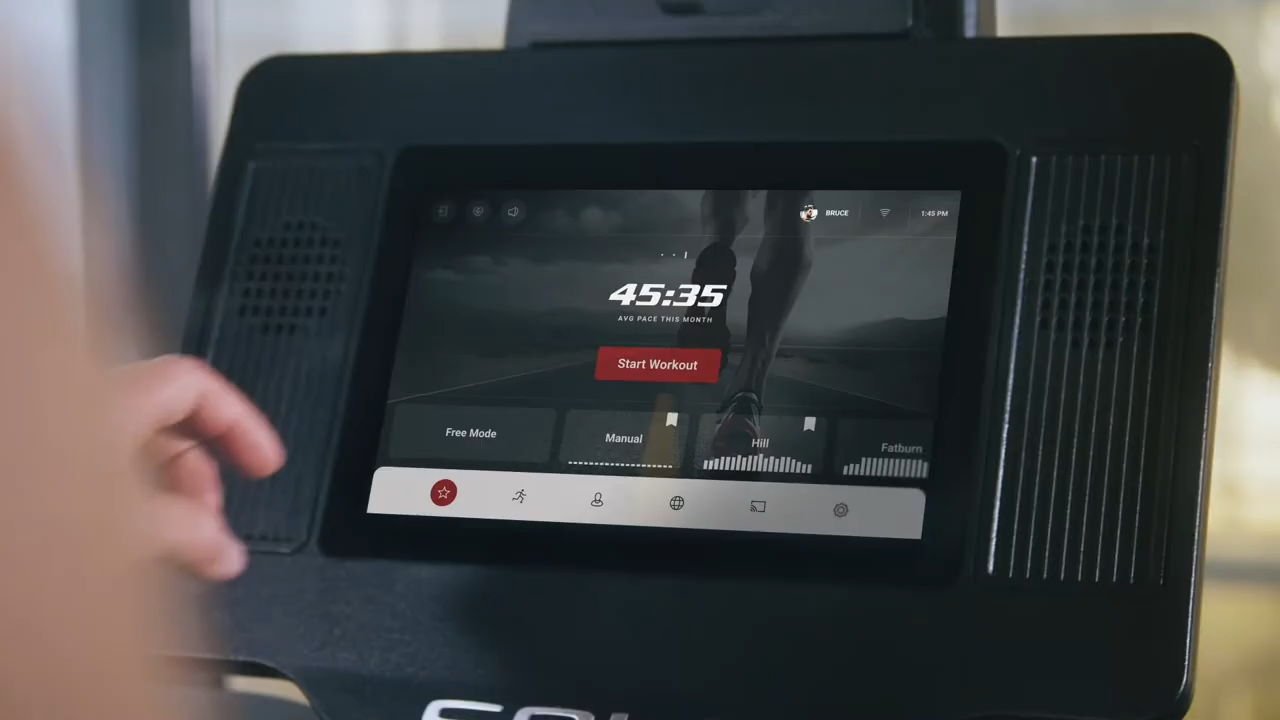 BRUCE
1:45 PM
45:35
AVG PACE THIS MONTH
Start Workout
Free Mode
Manual
Hill
Fatburn